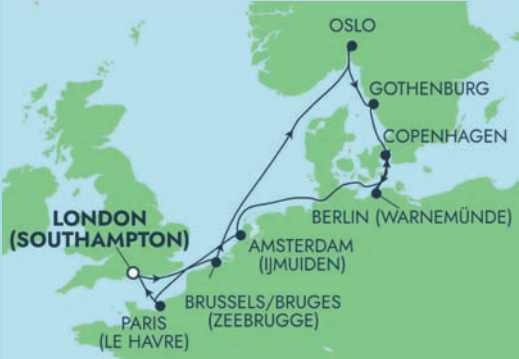 OSLO
GOTHENBURG
COPENHAGEN
LONDON
(SOUTHAMPTON)
BERLIN (WARNEMÜNDE)
AMSTERDAM
(IJMUIDEN)
BRUSSELS/BRUGES
(ZEEBRUGGE)
PARIS
(LE HAVRE)